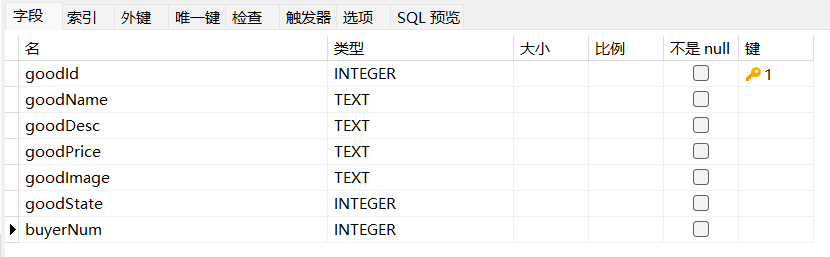 字段 索引 外键 唯一键 检查 触发器 选项 SQL 预览
名 类型 大小 比例 不是 null 键
goodId INTEGER 1
goodName TEXT
goodDesc TEXT
goodPrice TEXT
goodImage TEXT
goodState INTEGER
buyerNum INTEGER